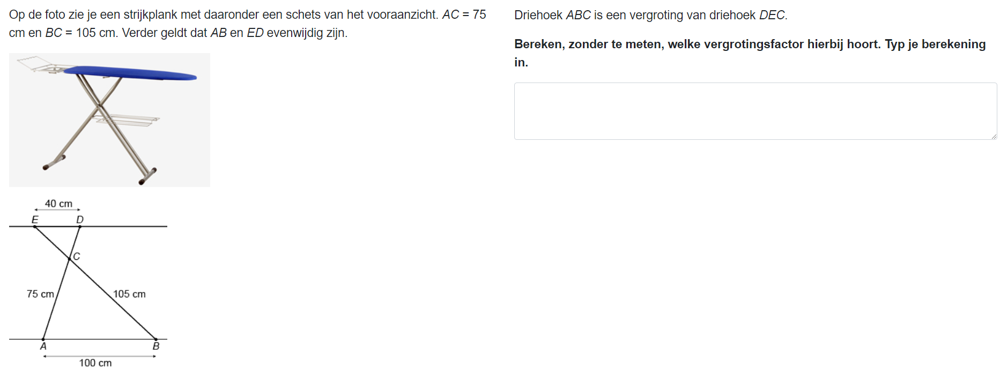 Op de foto zie je een strijkplank met daaronder een schets van het vooraanzicht. AC = 75
cm en BC = 105 cm. Verder geldt dat AB en ED evenwijdig zijn.
40 cm
E D
C
75 cm 105 cm
A B
100 cm
Driehoek ABC is een vergroting van driehoek DEC.
Bereken, zonder te meten, welke vergrotingsfactor hierbij hoort. Typ je berekening
in.